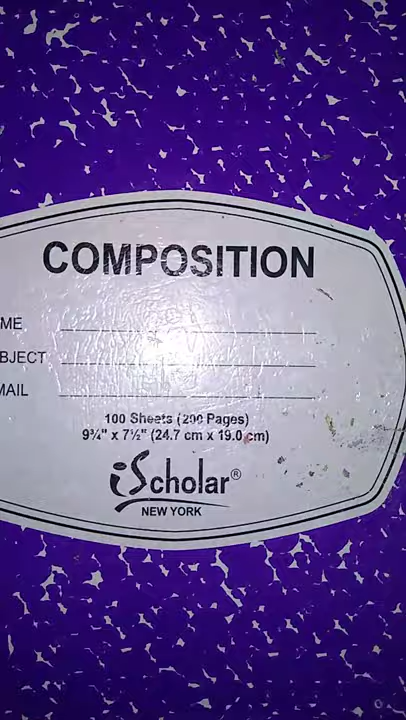 COMPOSITION
ME
BJECT
MAIL
100 Sheets (200 Pages)
9¾" x 7½" (24.7 cm x 19.0 cm)
iScholar®
NEW YORK